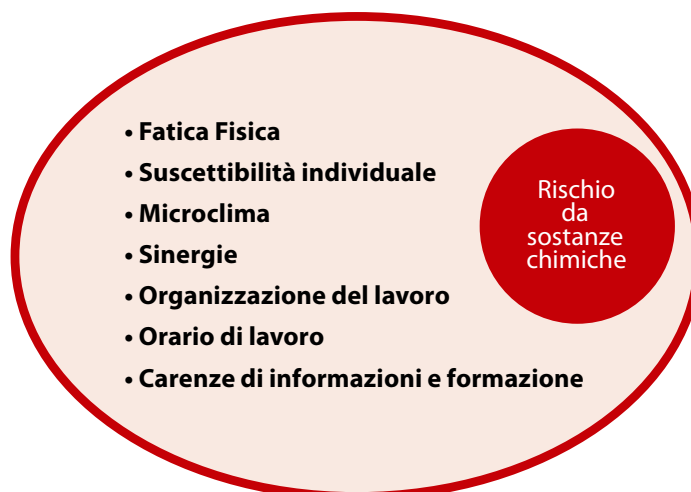 • Fatica Fisica
• Suscettibilità individuale
• Microclima
• Sinergie
• Organizzazione del lavoro
• Orario di lavoro
• Carenze di informazioni e formazione
Rischio
da
sostanze
chimiche